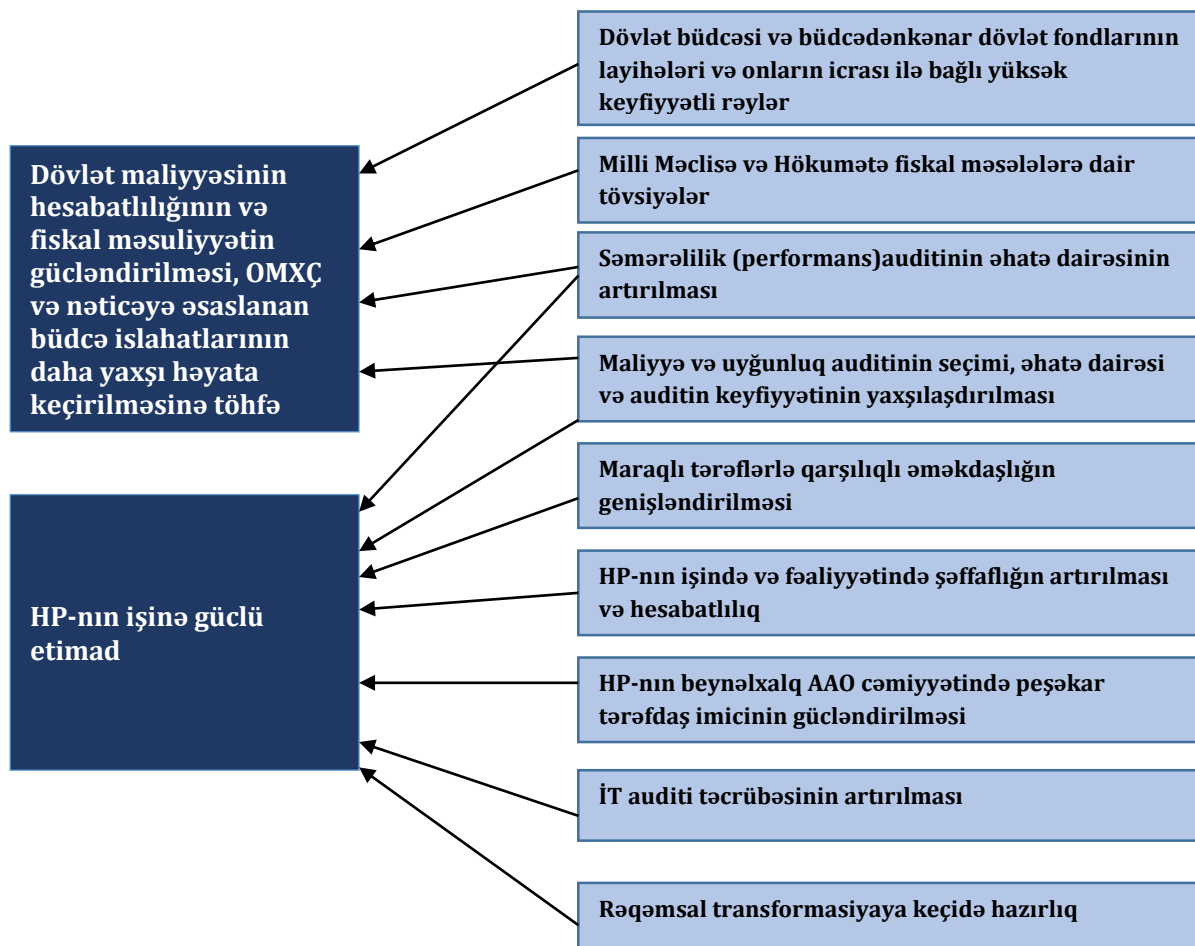 Dövlət büdcəsi və büdcədənkənar dövlət fondlarının
layihələri və onların icrası ilə bağlı yüksək
keyfiyyətli rəylər
Dövlət maliyyəsinin
hesabatlılığının və
fiskal məsuliyyətin
gücləndirilməsi, OMXÇ
və nəticəyə əsaslanan
büdcə islahatlarının
daha yaxşı həyata
keçirilməsinə töhfə
Milli Məclisə və Hökumətə fiskal məsələlərə dair
tövsiyələr
Səmərəlilik (performans)auditinin əhatə dairəsinin
artırılması
Maliyyə və uyğunluq auditinin seçimi, əhatə dairəsi
və auditin keyfiyyətinin yaxşılaşdırılması
Maraqlı tərəflərlə qarşılıqlı əməkdaşlığın
genişləndirilməsi
HP-nın işinə güclü
etimad
HP-nın işində və fəaliyyətində şəffaflığın artırılması
və hesabatlılıq
HP-nın beynəlxalq AAO cəmiyyətində peşəkar
tərəfdaş imicinin gücləndirilməsi
İT auditi təcrübəsinin artırılması
Rəqəmsal transformasiyaya keçidə hazırlıq